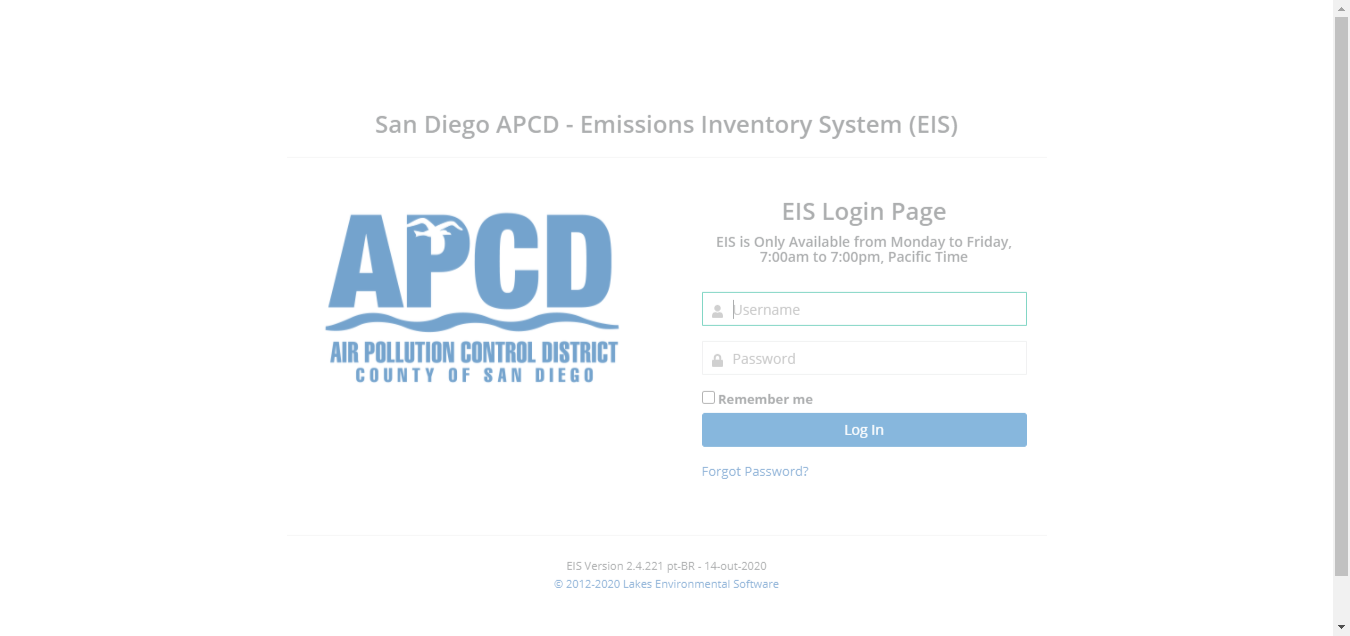 San Diego APCD - Emissions Inventory System (EIS)
APCD
AIR POLLUTION CONTROL DISTRICT
COUNTY OF SAN DIEGO
EIS Login Page
EIS is Only Available from Monday to Friday,
7:00am to 7:00pm, Pacific Time
Username
Password
Remember me
Log In
Forgot Password?
EIS Version 2.4.221 pt-BR - 14-out-2020
© 2012-2020 Lakes Environmental Software